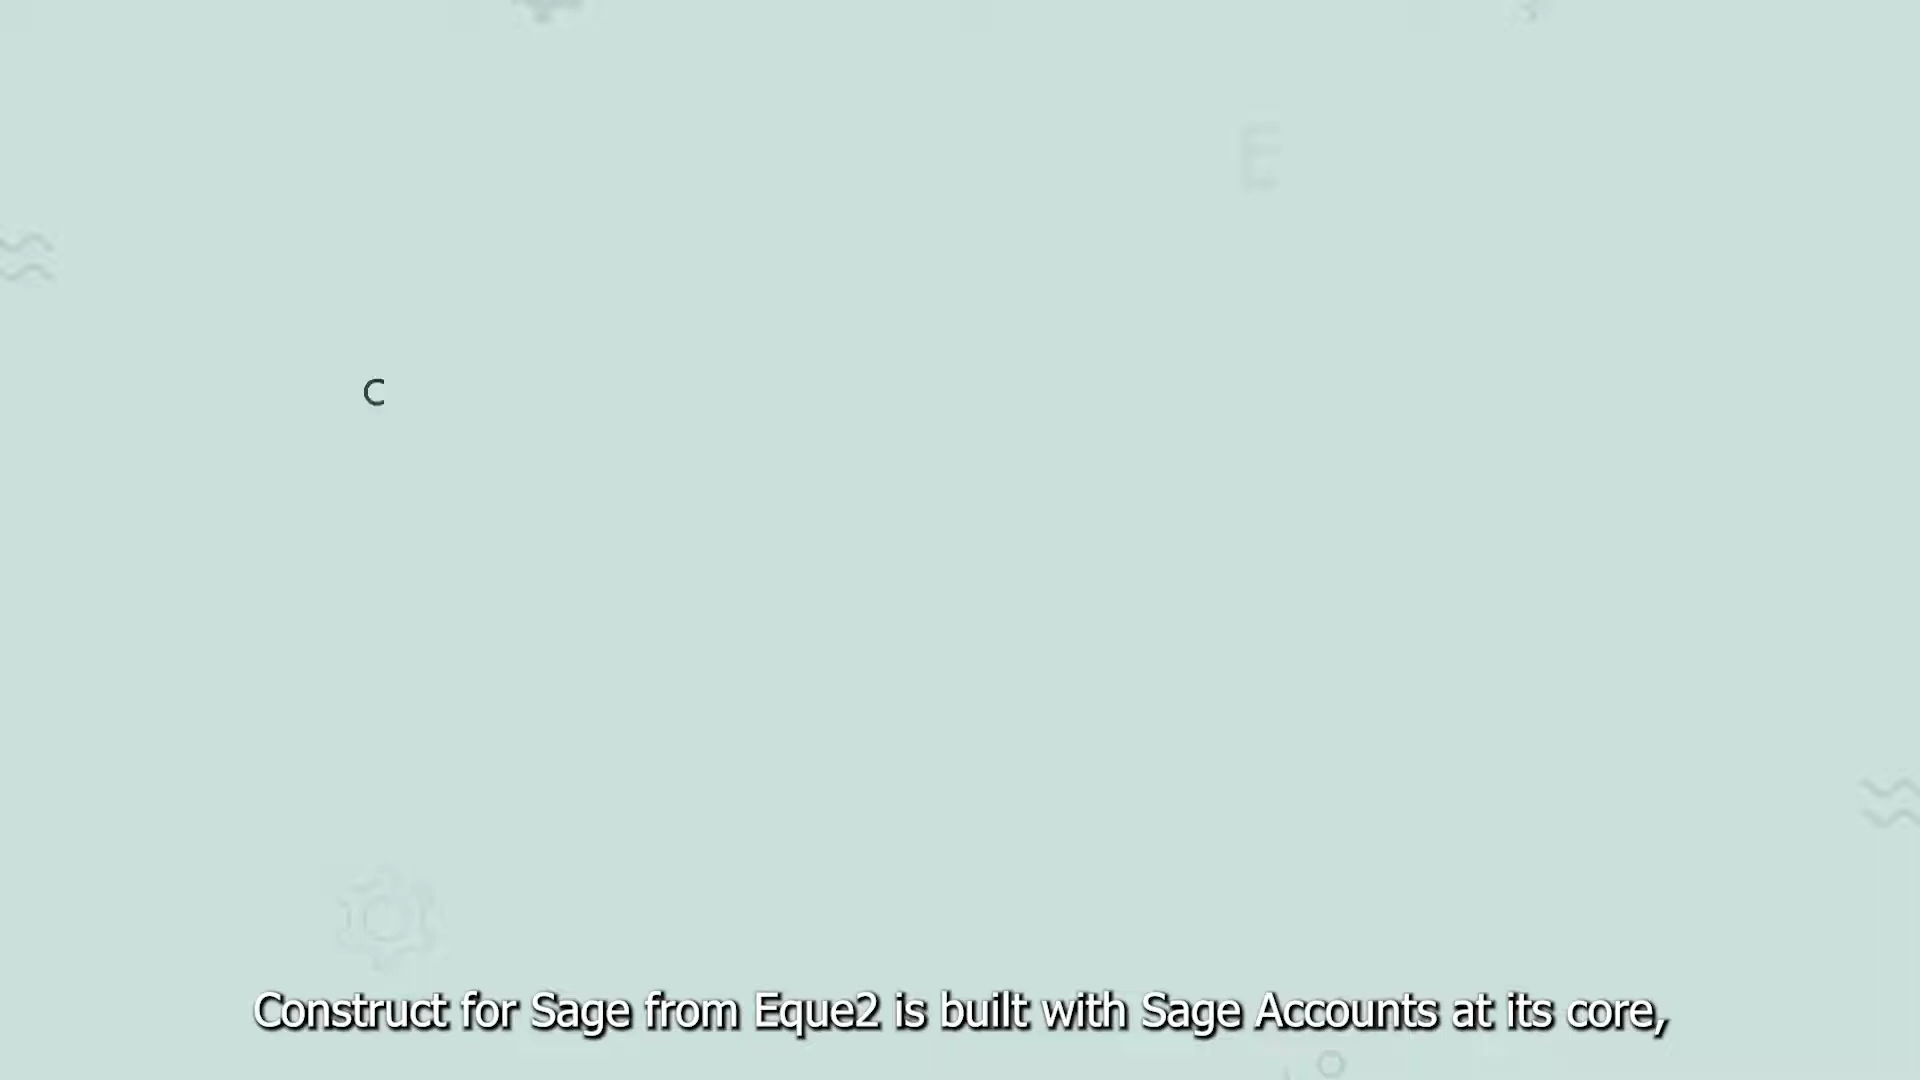 C
Construct for Sage from Eque2 is built with Sage Accounts at its core,